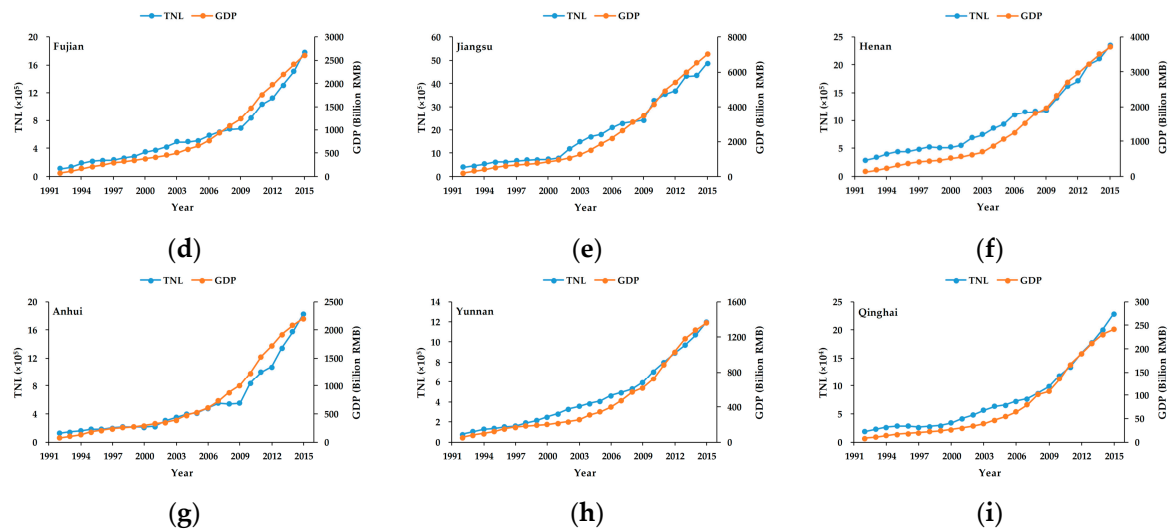 TNL GDP
Fujian
TNL (×10⁵)
GDP (Billion RMB)
20 16 12 8 4 0
3000 2500 2000 1500 1000 500 0
1991 1994 1997 2000 2003 2006 2009 2012 2015
Year
(d)
TNL GDP
Jiangsu
TNL (×10⁵)
GDP (Billion RMB)
60 50 40 30 20 10 0
8000 6000 4000 2000 0
1991 1994 1997 2000 2003 2006 2009 2012 2015
Year
(e)
TNL GDP
Henan
TNL (×10⁵)
GDP (Billion RMB)
25 20 15 10 5 0
4000 3000 2000 1000 0
1991 1994 1997 2000 2003 2006 2009 2012 2015
Year
(f)
TNL GDP
Anhui
TNL (×10⁵)
GDP (Billion RMB)
20 16 12 8 4 0
2500 2000 1500 1000 500 0
1991 1994 1997 2000 2003 2006 2009 2012 2015
Year
(g)
TNL GDP
Yunnan
TNL (×10⁵)
GDP (Billion RMB)
14 12 10 8 6 4 2 0
1600 1200 800 400 0
1991 1994 1997 2000 2003 2006 2009 2012 2015
Year
(h)
TNL GDP
Qinghai
TNL (×10⁴)
GDP (Billion RMB)
25 20 15 10 5 0
300 250 200 150 100 50 0
1991 1994 1997 2000 2003 2006 2009 2012 2015
Year
(i)